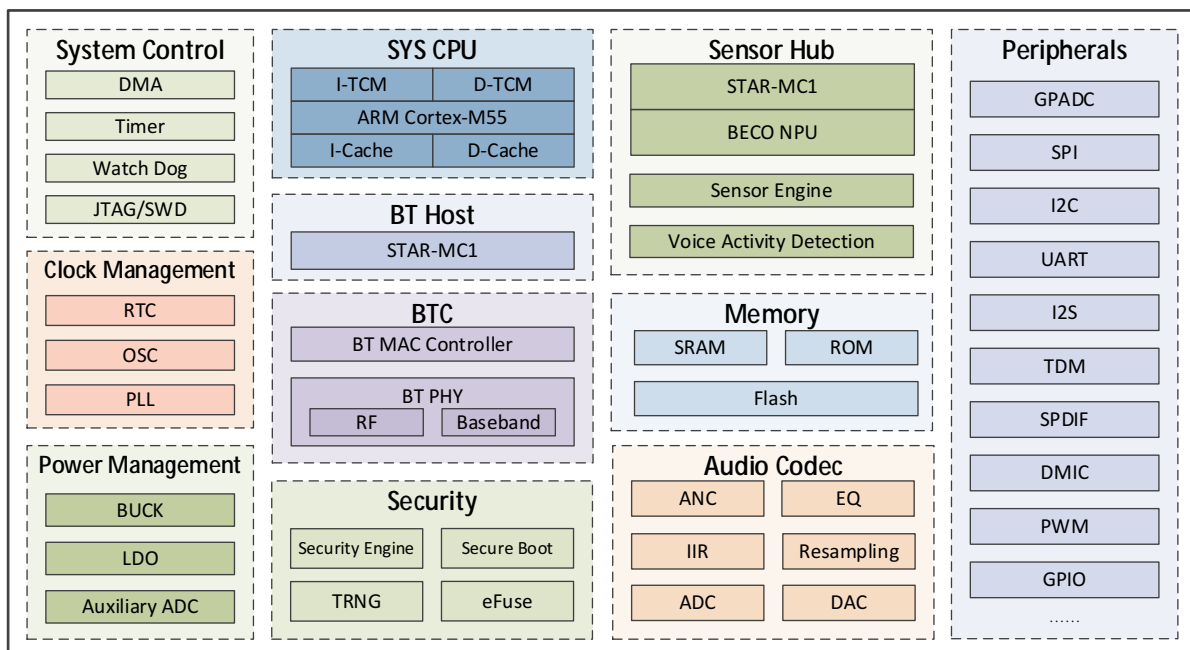 System Control
DMA
Timer
Watch Dog
JTAG/SWD
Clock Management
RTC
OSC
PLL
Power Management
BUCK
LDO
Auxiliary ADC
SYS CPU
I-TCM D-TCM
ARM Cortex-M55
I-Cache D-Cache
BT Host
STAR-MC1
BTC
BT MAC Controller
BT PHY
RF Baseband
Security
Security Engine Secure Boot
TRNG eFuse
Sensor Hub
STAR-MC1
BECO NPU
Sensor Engine
Voice Activity Detection
Memory
SRAM ROM
Flash
Audio Codec
ANC EQ
IIR Resampling
ADC DAC
Peripherals
GPADC
SPI
I2C
UART
I2S
TDM
SPDIF
DMIC
PWM
GPIO
......